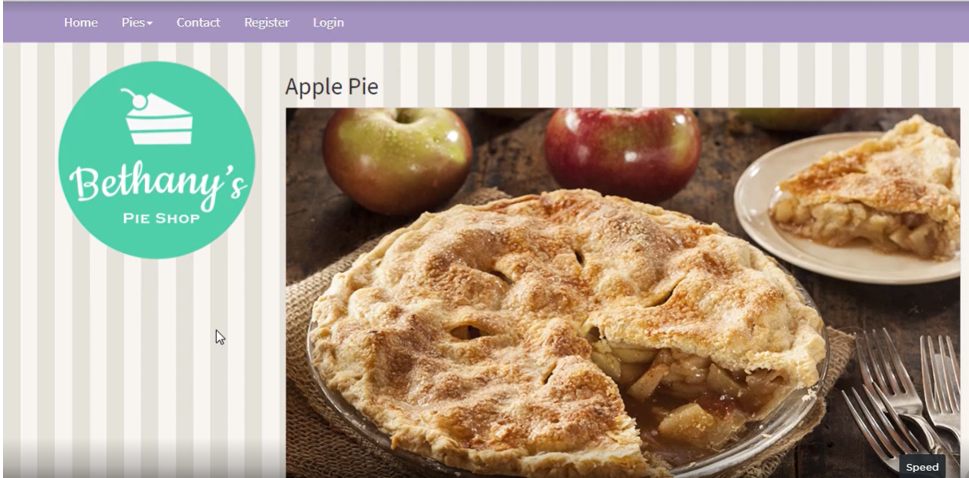 Home Pies Contact Register Login
Apple Pie
Bethany's
PIE SHOP
Speed